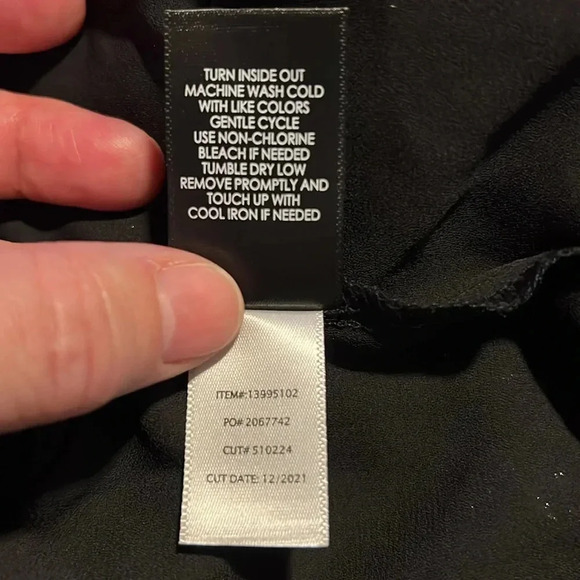 TURN INSIDE OUT
MACHINE WASH COLD
WITH LIKE COLORS
GENTLE CYCLE
USE NON-CHLORINE
BLEACH IF NEEDED
TUMBLE DRY LOW
REMOVE PROMPTLY AND
TOUCH UP WITH
COOL IRON IF NEEDED
ITEM#:13995102
PO# 2067742
CUT# 510224
CUT DATE: 12/2021